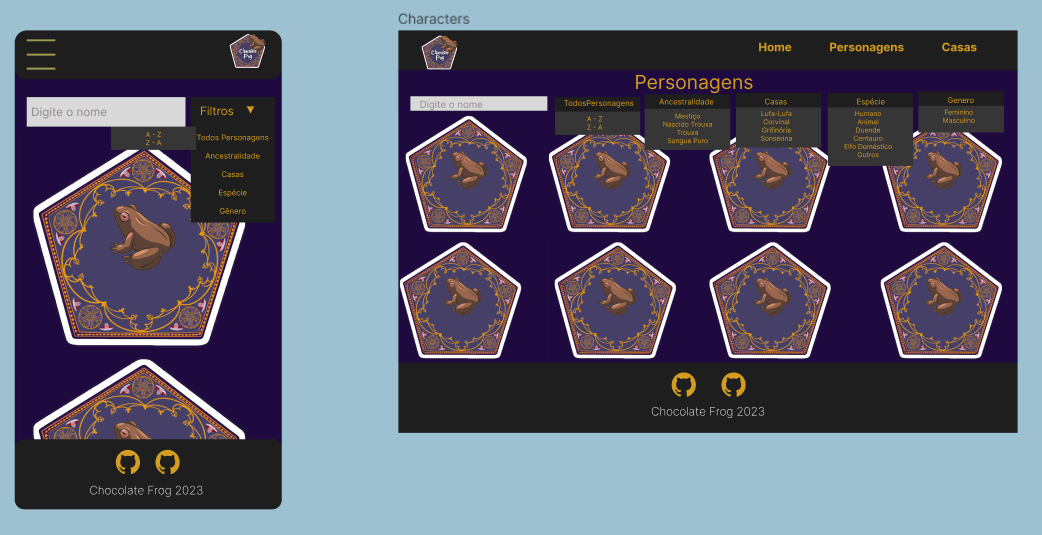 Characters
Chocolate
Frog
Digite o nome
Filtros
A - Z
Z - A
Todos Personagens
Ancestralidade
Casas
Espécie
Gênero
Chocolate Frog 2023
Chocolate
Frog
Home
Personagens
Casas
Personagens
Digite o nome
TodosPersonagens
A - Z
Z - A
Ancestralidade
Mestiço
Nascido Trouxa
Trouxa
Sangue Puro
Casas
Lufa-Lufa
Corvinal
Grifinória
Sonserina
Espécie
Humano
Animal
Duende
Centauro
Elfo Doméstico
Outros
Genero
Feminino
Masculino
Chocolate Frog 2023